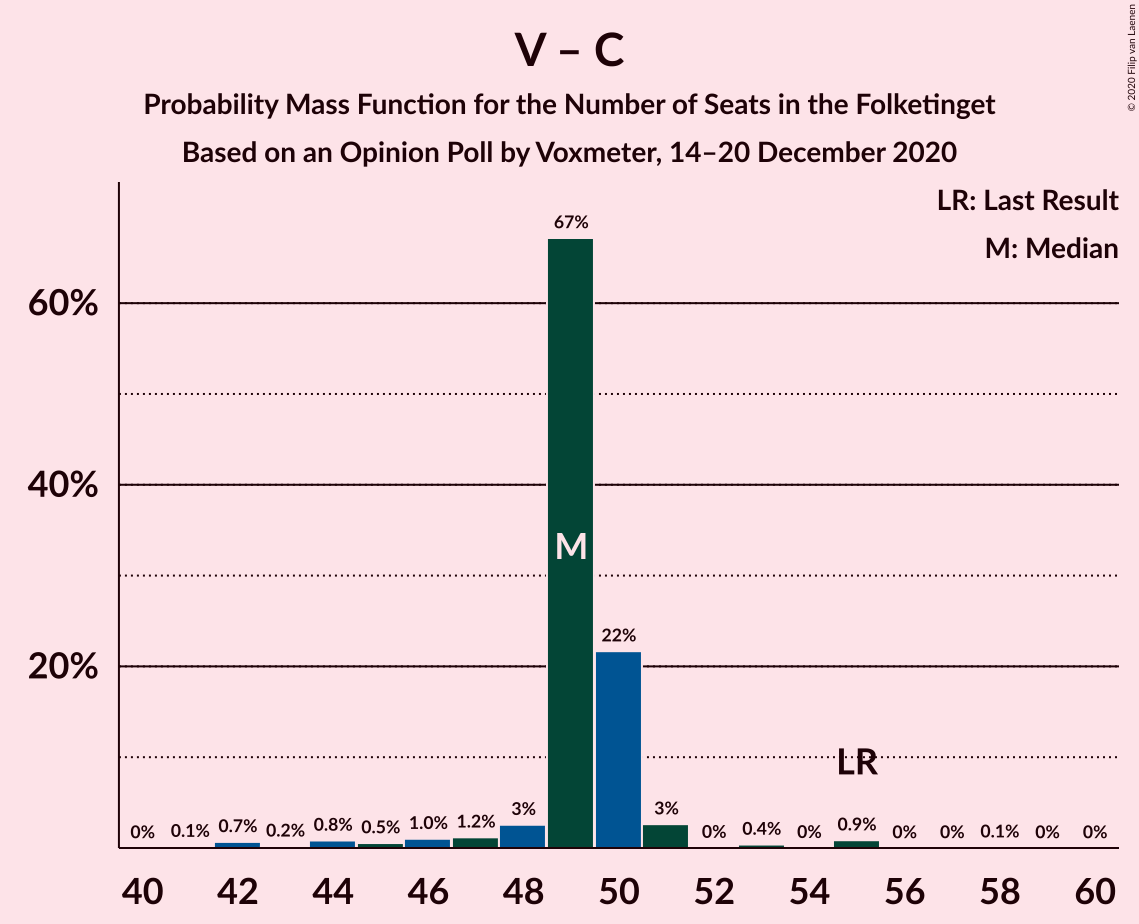 V – C
Probability Mass Function for the Number of Seats in the Folketinget
Based on an Opinion Poll by Voxmeter, 14–20 December 2020
© 2020 Filip van Laenen
LR: Last Result
M: Median
67%
60%
M
40%
22%
20%
LR
0% 0.1% 0.7% 0.2% 0.8% 0.5% 1.0% 1.2% 3% 3% 0% 0.4% 0% 0.9% 0% 0% 0.1% 0% 0%
40 42 44 46 48 50 52 54 56 58 60